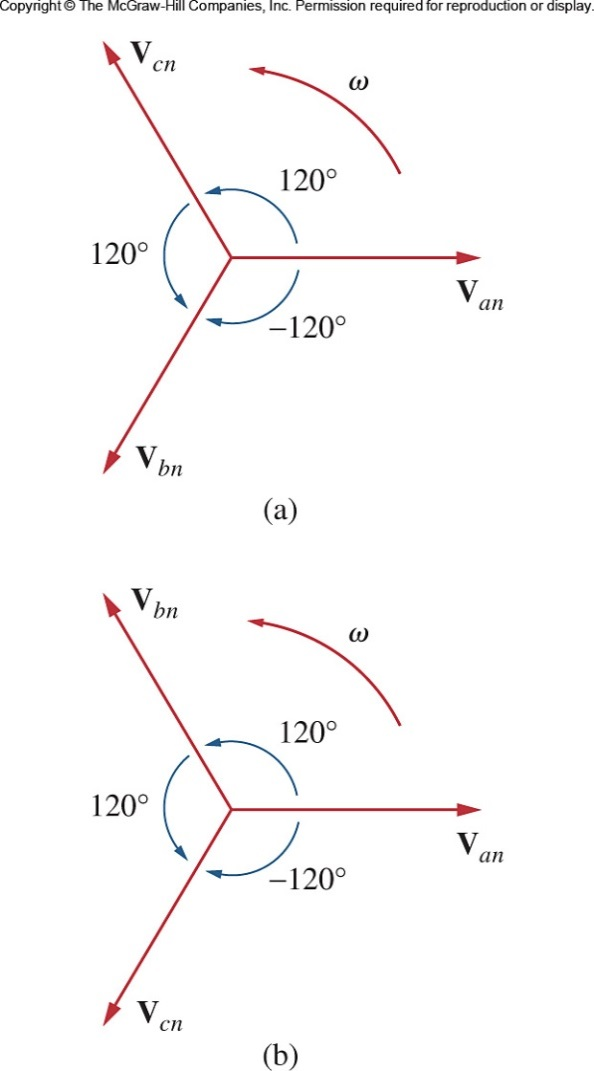 Copyright © The McGraw-Hill Companies, Inc. Permission required for reproduction or display.
Vcn
ω
120°
120°
Van
−120°
Vbn
(a)
Vbn
ω
120°
120°
Van
−120°
Vcn
(b)